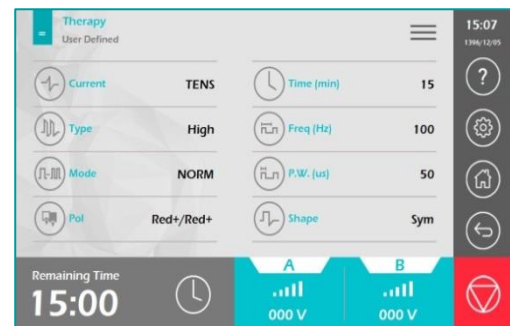 Therapy
User Defined
Current TENS
Type High
Mode NORM
Pol Red+/Red+
Time (min) 15
Freq (Hz) 100
P.W. (us) 50
Shape Sym
Remaining Time
15:00
A
000 V
B
000 V
15:07
1396/12/05
?